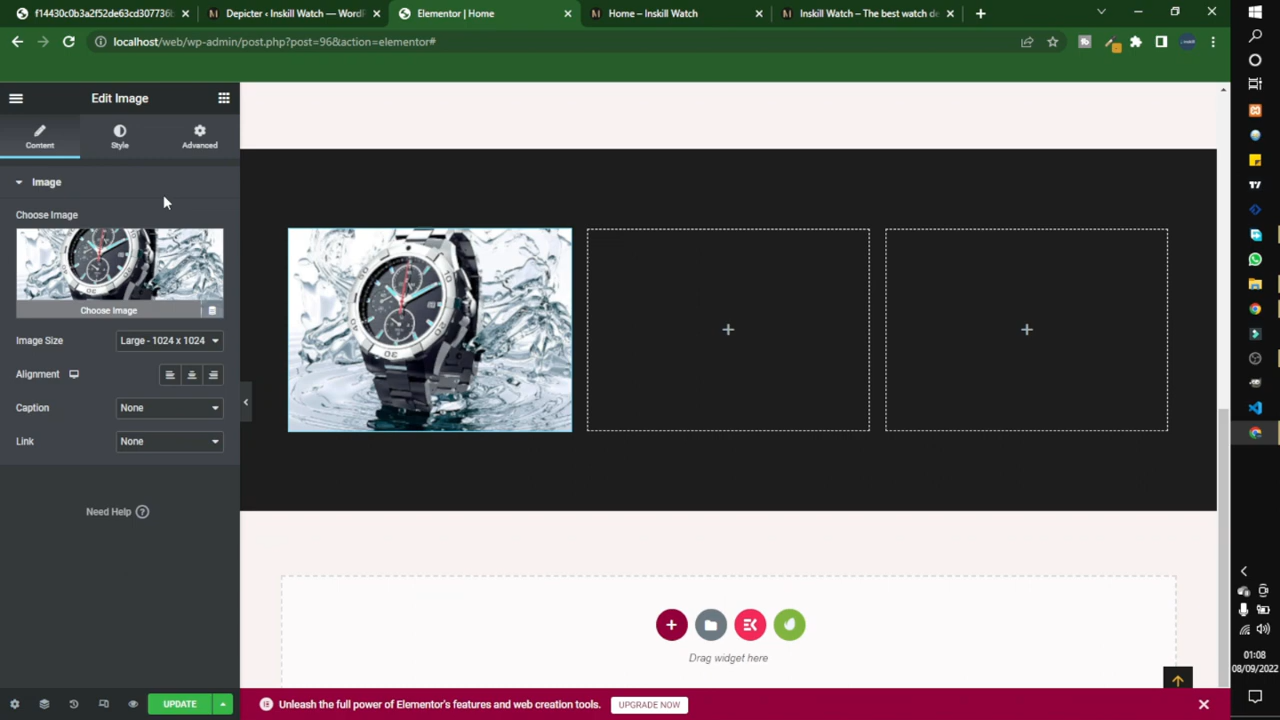 f14430c0b3a2f52de63cd307736b
Depicter ‹ Inskill Watch — WordPr
Elementor | Home
Home – Inskill Watch
Inskill Watch – The best watch de
localhost/web/wp-admin/post.php?post=96&action=elementor#
Edit Image
Content
Style
Advanced
Image
Choose Image
Choose Image
Image Size
Large - 1024 x 1024
Alignment
Caption
None
Link
None
Need Help
Drag widget here
UPDATE
Unleash the full power of Elementor's features and web creation tools.
UPGRADE NOW
01:08
08/09/2022